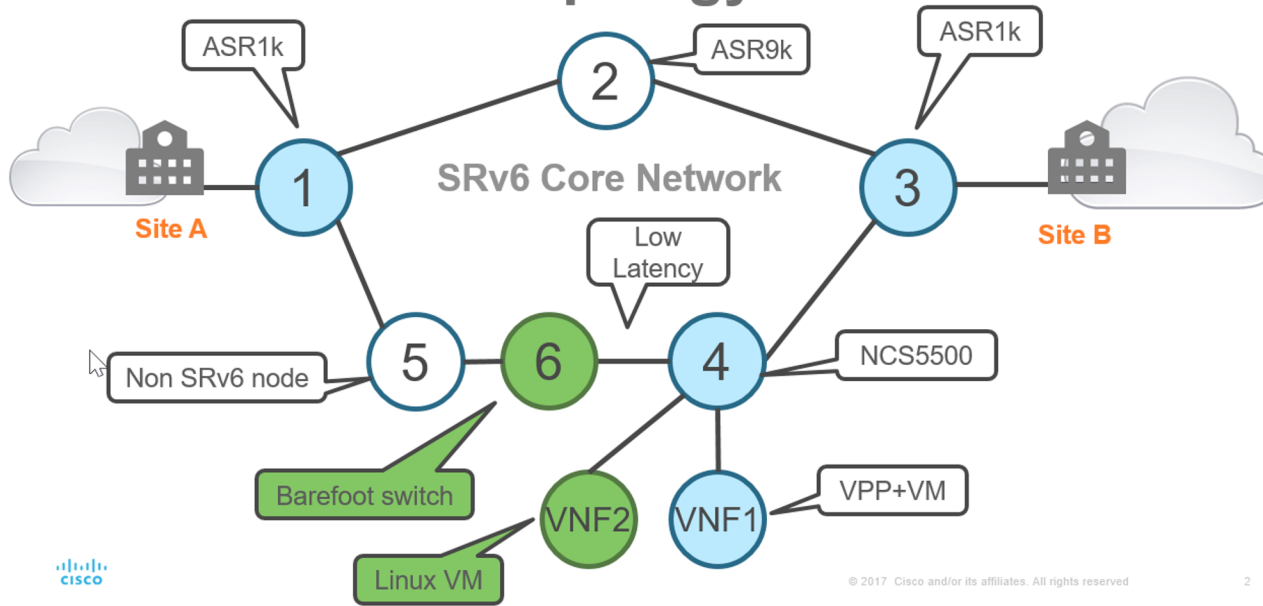 ASR1k
ASR9k
ASR1k
2
1
SRv6 Core Network
3
Site A
Site B
Low
Latency
5
6
4
NCS5500
Non SRv6 node
Barefoot switch
VNF2
VNF1
VPP+VM
Linux VM
CISCO
© 2017 Cisco and/or its affiliates. All rights reserved
2